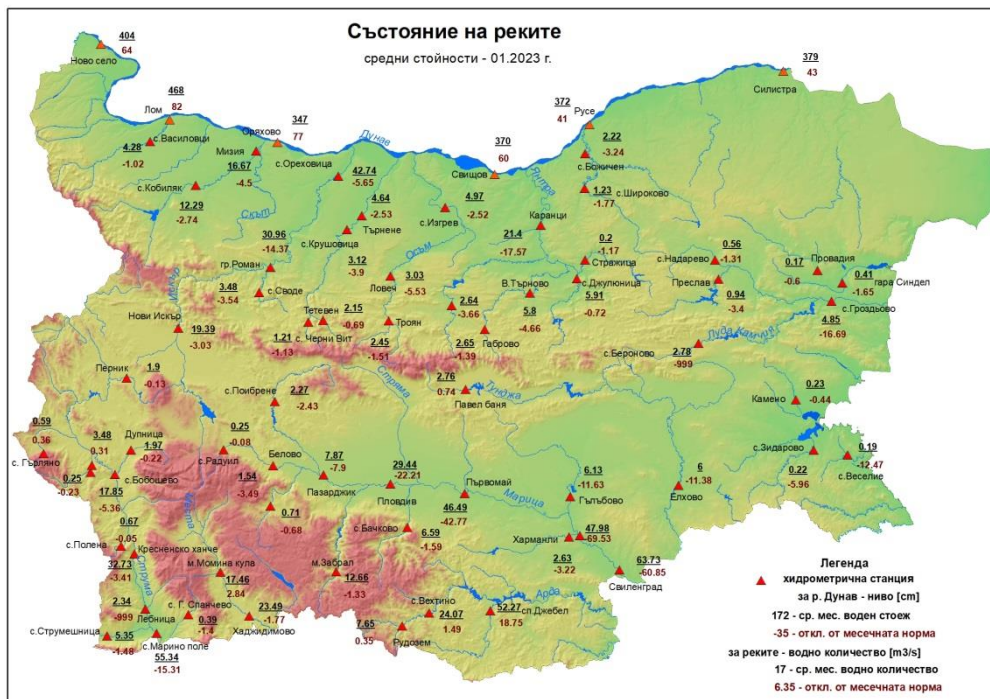 Състояние на реките
средни стойности - 01.2023 г.
404
64
Ново село
379
43
Силистра
468
82
Лом
372
41
Русе
347
77
Оряхово
Дунав
370
60
Свищов
с.Василовци
4.28
-1.02
Мизия
16.67
-4.5
с.Ореховица
42.74
-5.65
2.22
-3.24
с.Божичен
Янтра
с.Кобиляк
12.29
-2.74
Скът
4.64
-2.53
Търнене
4.97
-2.52
с.Изгрев
1.23
-1.77
с.Широково
Каранци
21.4
-17.57
30.96
-14.37
гр.Роман
с.Крушовица
3.12
-3.9
Осъм
0.2
-1.17
Стражица
с.Надарево
0.56
-1.31
0.17
-0.6
Провадия
0.41
-1.65
гара Синдел
Искър
3.48
-3.54
с.Своде
Ловеч
3.03
-5.53
В.Търново
с.Джулюница
5.91
-0.72
Преслав
0.94
-3.4
с.Гроздьово
4.85
-16.69
Нови Искър
19.39
-3.03
Тетевен
2.15
-0.69
с. Черни Вит
1.21
-1.13
Троян
2.45
-1.51
2.64
-3.66
Габрово
2.65
-1.39
5.8
-4.66
Луда Камчия
с.Бероново
2.78
-999
Перник
1.9
-0.13
с.Поибрене
2.27
-2.43
Стряма
2.76
0.74
Павел баня
Тунджа
0.23
-0.44
Камено
0.59
0.36
с. Гърляно
3.48
0.31
Дупница
1.97
-0.22
0.25
-0.08
с.Радуил
Белово
1.54
-3.49
7.87
-7.9
Пазарджик
29.44
-22.21
Пловдив
Първомай
46.49
-42.77
Марица
6.13
-11.63
Гълъбово
6
-11.38
Елхово
с.Зидарово
0.22
-5.96
0.19
-12.47
с.Веселие
0.25
-0.23
с.Бобошево
17.85
-5.36
0.71
-0.68
0.67
-0.05
с.Полена
Кресненско ханче
32.73
-3.41
Места
м.Момина кула
17.46
2.84
м.Забрал
12.66
-1.33
с.Бачково
6.59
-1.59
Харманли
47.98
-69.53
2.63
-3.22
63.73
-60.85
Свиленград
Струма
2.34
-999
Лебница
с. Г. Спанчево
0.39
-1.4
23.49
-1.77
Хаджидимово
с.Вехтино
24.07
1.49
Арда
52.27
18.75
сп.Джебел
7.65
0.35
Рудозем
с.Струмешница
5.35
-1.48
с.Марино поле
55.34
-15.31
Легенда
хидрометрична станция
за р. Дунав - ниво [cm]
172 - ср. мес. воден стоеж
-35 - откл. от месечната норма
за реките - водно количество [m3/s]
17 - ср. мес. водно количество
6.35 - откл. от месечната норма